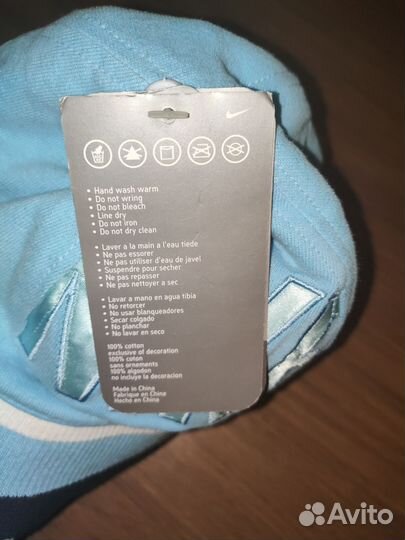 • Hand wash warm
• Do not wring
• Do not bleach
• Line dry
• Do not iron
• Do not dry clean
• Laver a la main a l'eau tiede
• Ne pas essorer
• Ne pas utiliser d'eau de javel
• Suspendre pour secher
• Ne pas repasser
• Ne pas nettoyer a sec
• Lavar a mano en agua tibia
• No retorcer
• No usar blanqueadores
• Secar colgado
• No planchar
• No lavar en seco
100% cotton
exclusive of decoration
100% coton
sans ornements
100% algodon
no incluye la decoracion
Made in China
Fabrique en China
Hecho en China
Avito